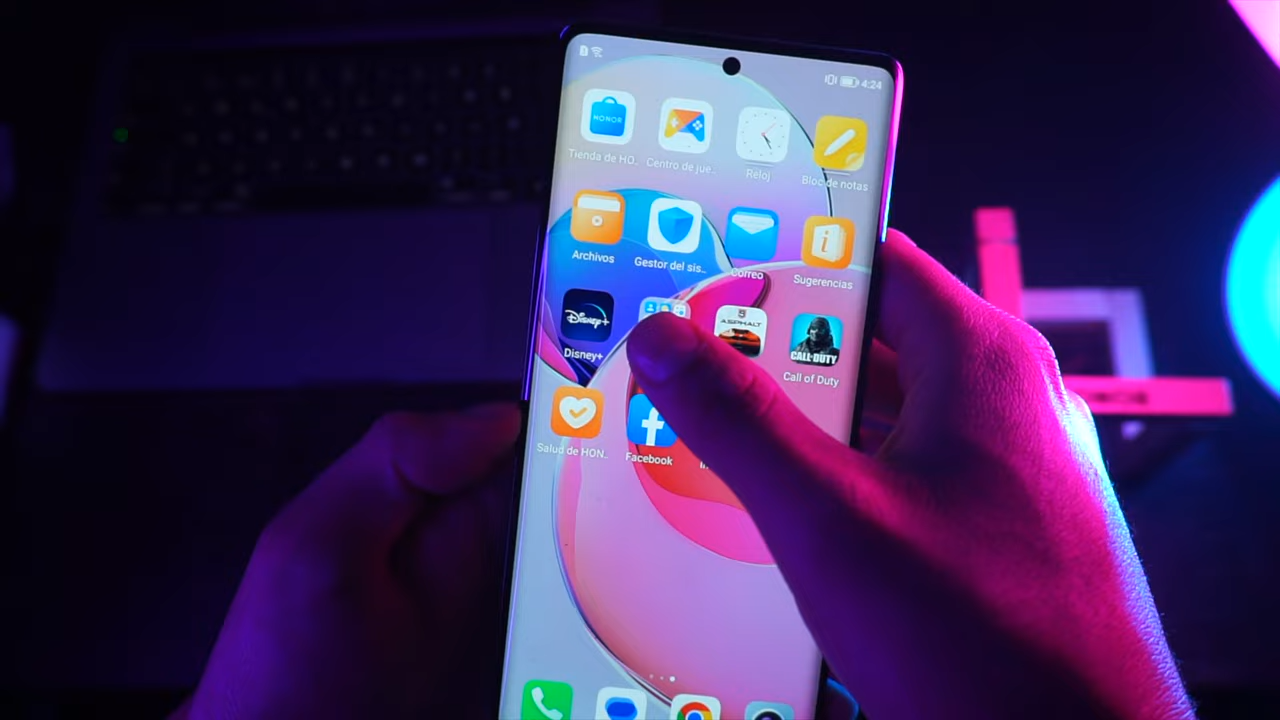 4:24
HONOR
Tienda de HO..
Centro de jue..
Reloj
Bloc de notas
Archivos
Gestor del sis..
Correo
Sugerencias
Disney+
ASPHALT
CALL·DUTY
Disney+
Call of Duty
Salud de HON..
Facebook